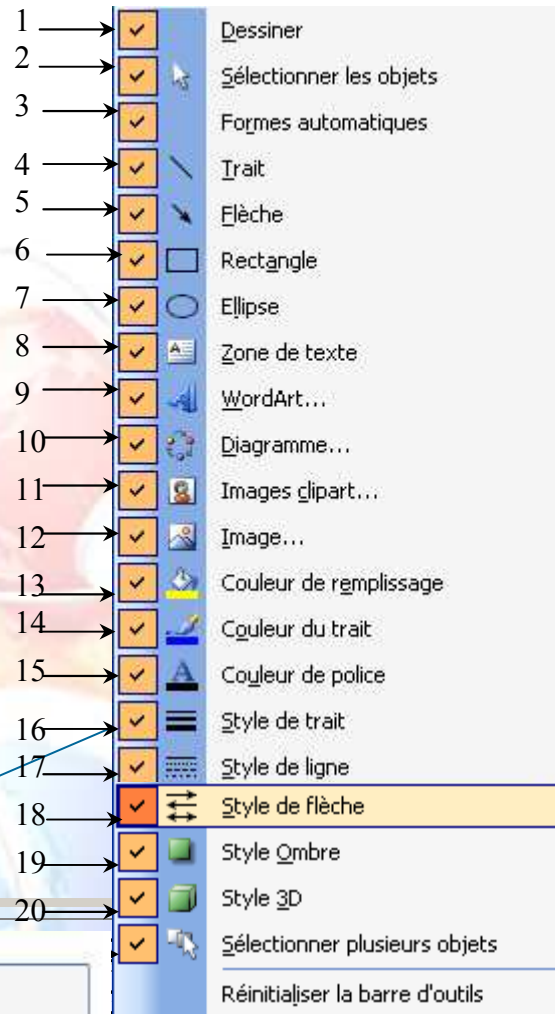 1 Dessiner
2 Sélectionner les objets
3 Formes automatiques
4 Trait
5 Flèche
6 Rectangle
7 Ellipse
8 Zone de texte
9 WordArt...
10 Diagramme...
11 Images clipart...
12 Image...
13 Couleur de remplissage
14 Couleur du trait
15 Couleur de police
16 Style de trait
17 Style de ligne
18 Style de flèche
19 Style Ombre
20 Style 3D
Sélectionner plusieurs objets
Réinitialiser la barre d'outils